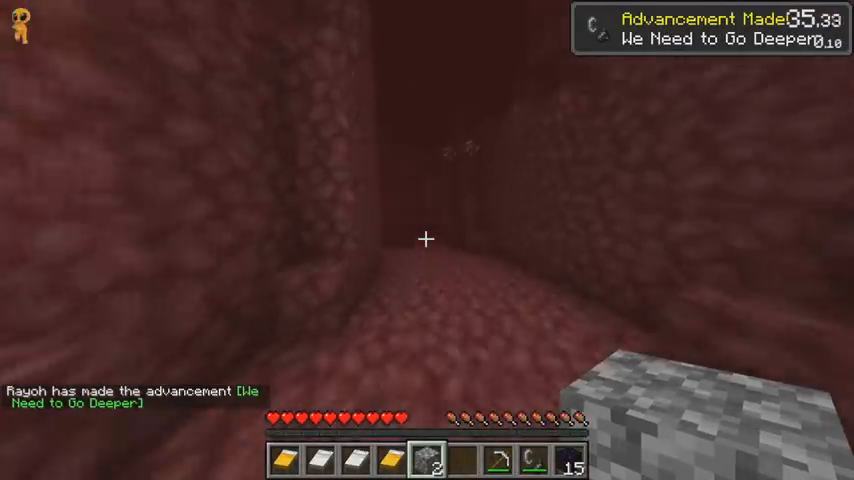 Advancement Made
35.33
We Need to Go Deeper
0.10
Rayoh has made the advancement [We
Need to Go Deeper]
2
15